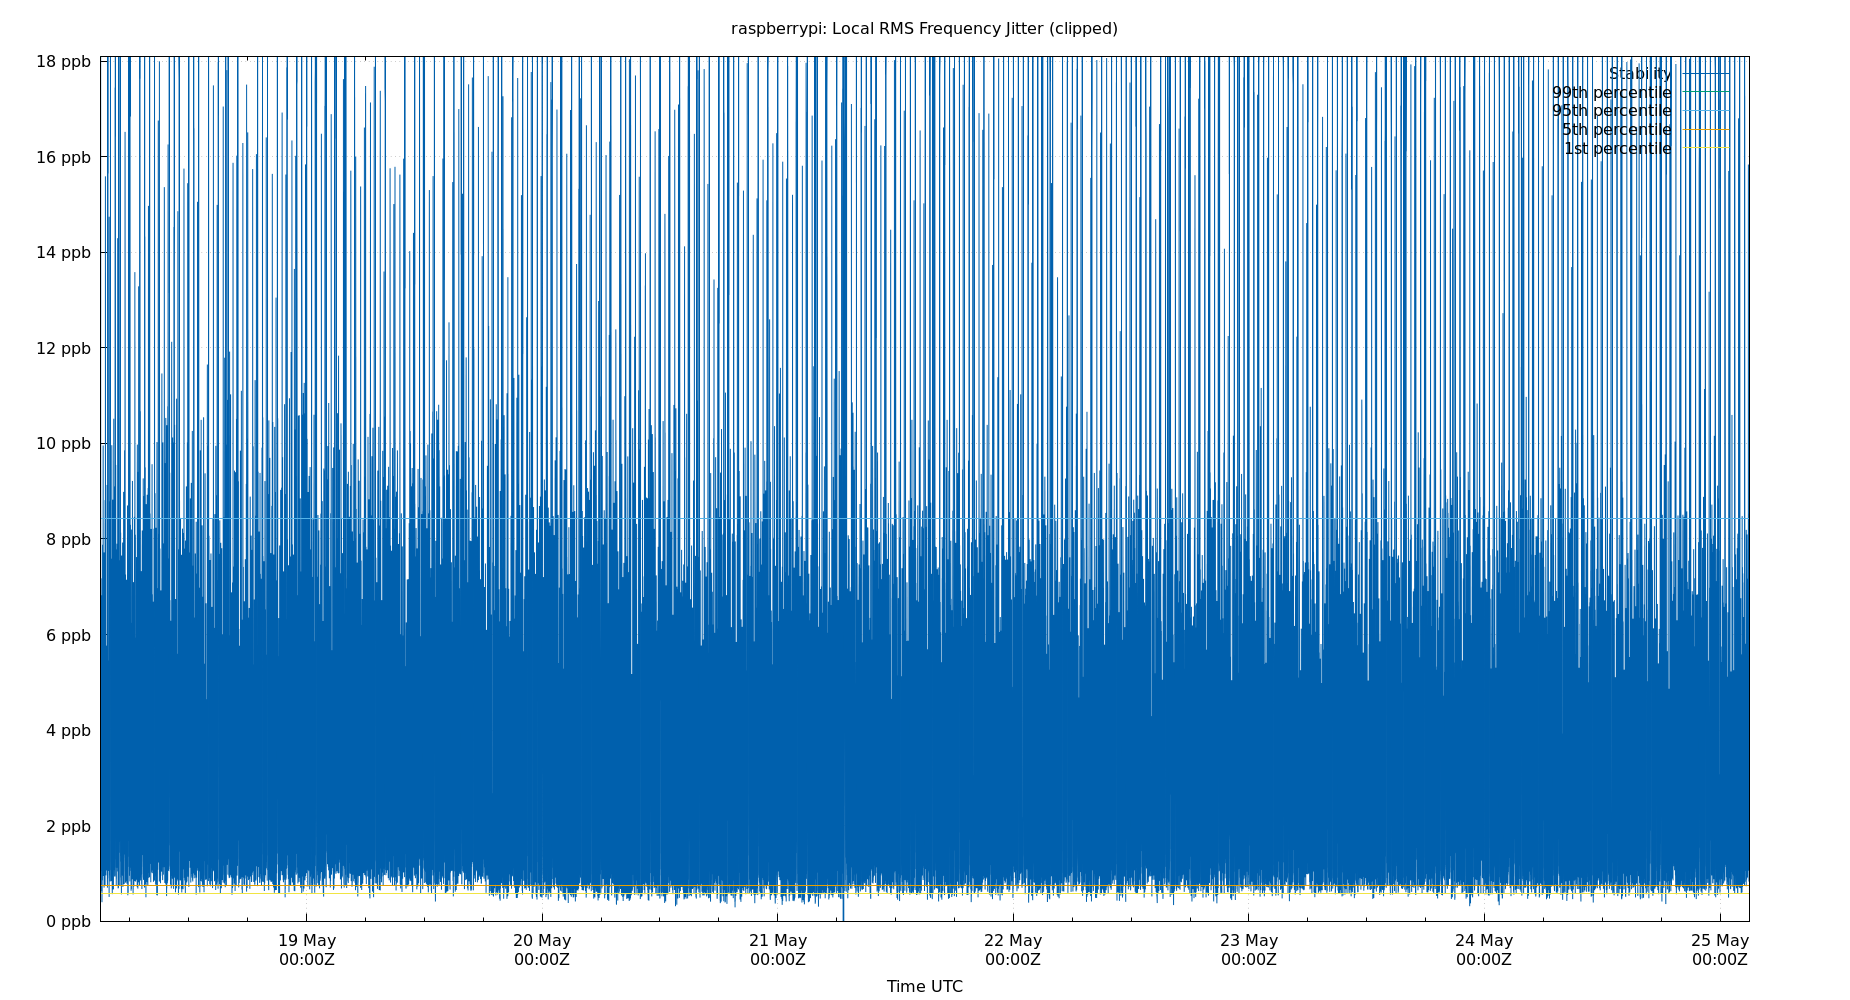 raspberrypi: Local RMS Frequency Jitter (clipped)
18 ppb
16 ppb
14 ppb
12 ppb
10 ppb
8 ppb
6 ppb
4 ppb
2 ppb
0 ppb
Stability
99th percentile
95th percentile
5th percentile
1st percentile
19 May 20 May 21 May 22 May 23 May 24 May 25 May
00:00Z 00:00Z 00:00Z 00:00Z 00:00Z 00:00Z 00:00Z
Time UTC